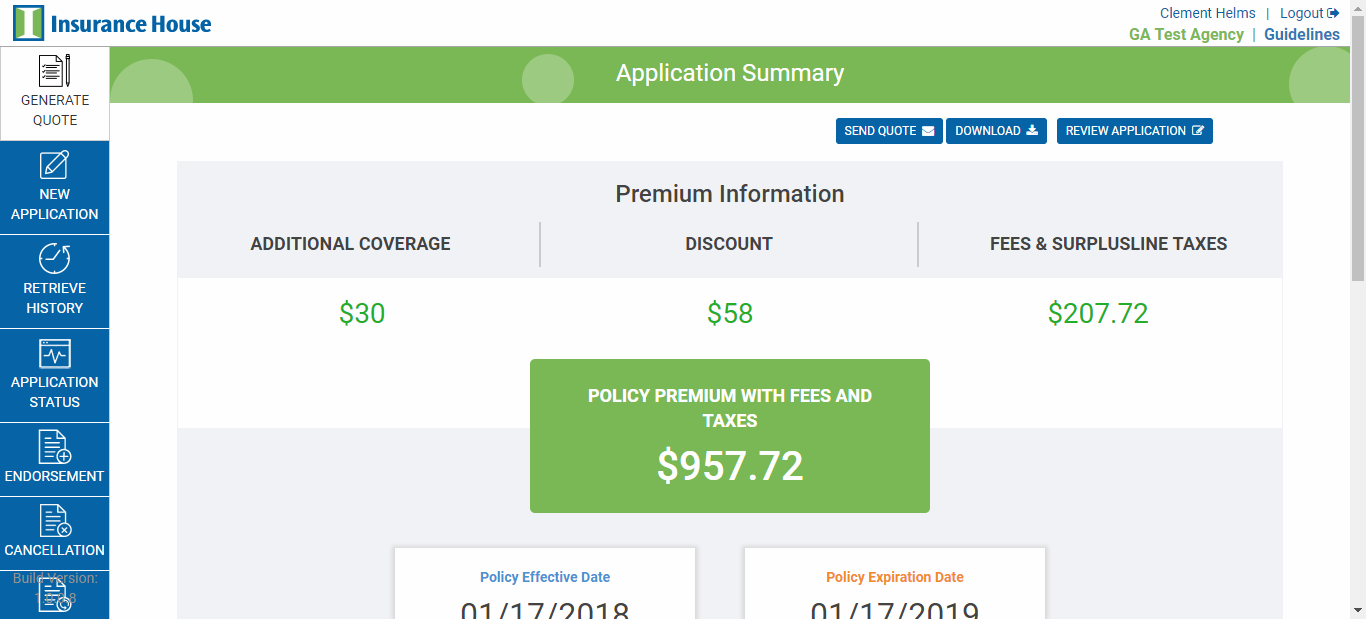 Insurance House
Clement Helms | Logout
GA Test Agency | Guidelines
GENERATE
QUOTE
NEW
APPLICATION
RETRIEVE
HISTORY
APPLICATION
STATUS
ENDORSEMENT
CANCELLATION
Build Version:
Application Summary
SEND QUOTE
DOWNLOAD
REVIEW APPLICATION
Premium Information
ADDITIONAL COVERAGE
DISCOUNT
FEES & SURPLUSLINE TAXES
$30
$58
$207.72
POLICY PREMIUM WITH FEES AND
TAXES
$957.72
Policy Effective Date
01/17/2018
Policy Expiration Date
01/17/2019